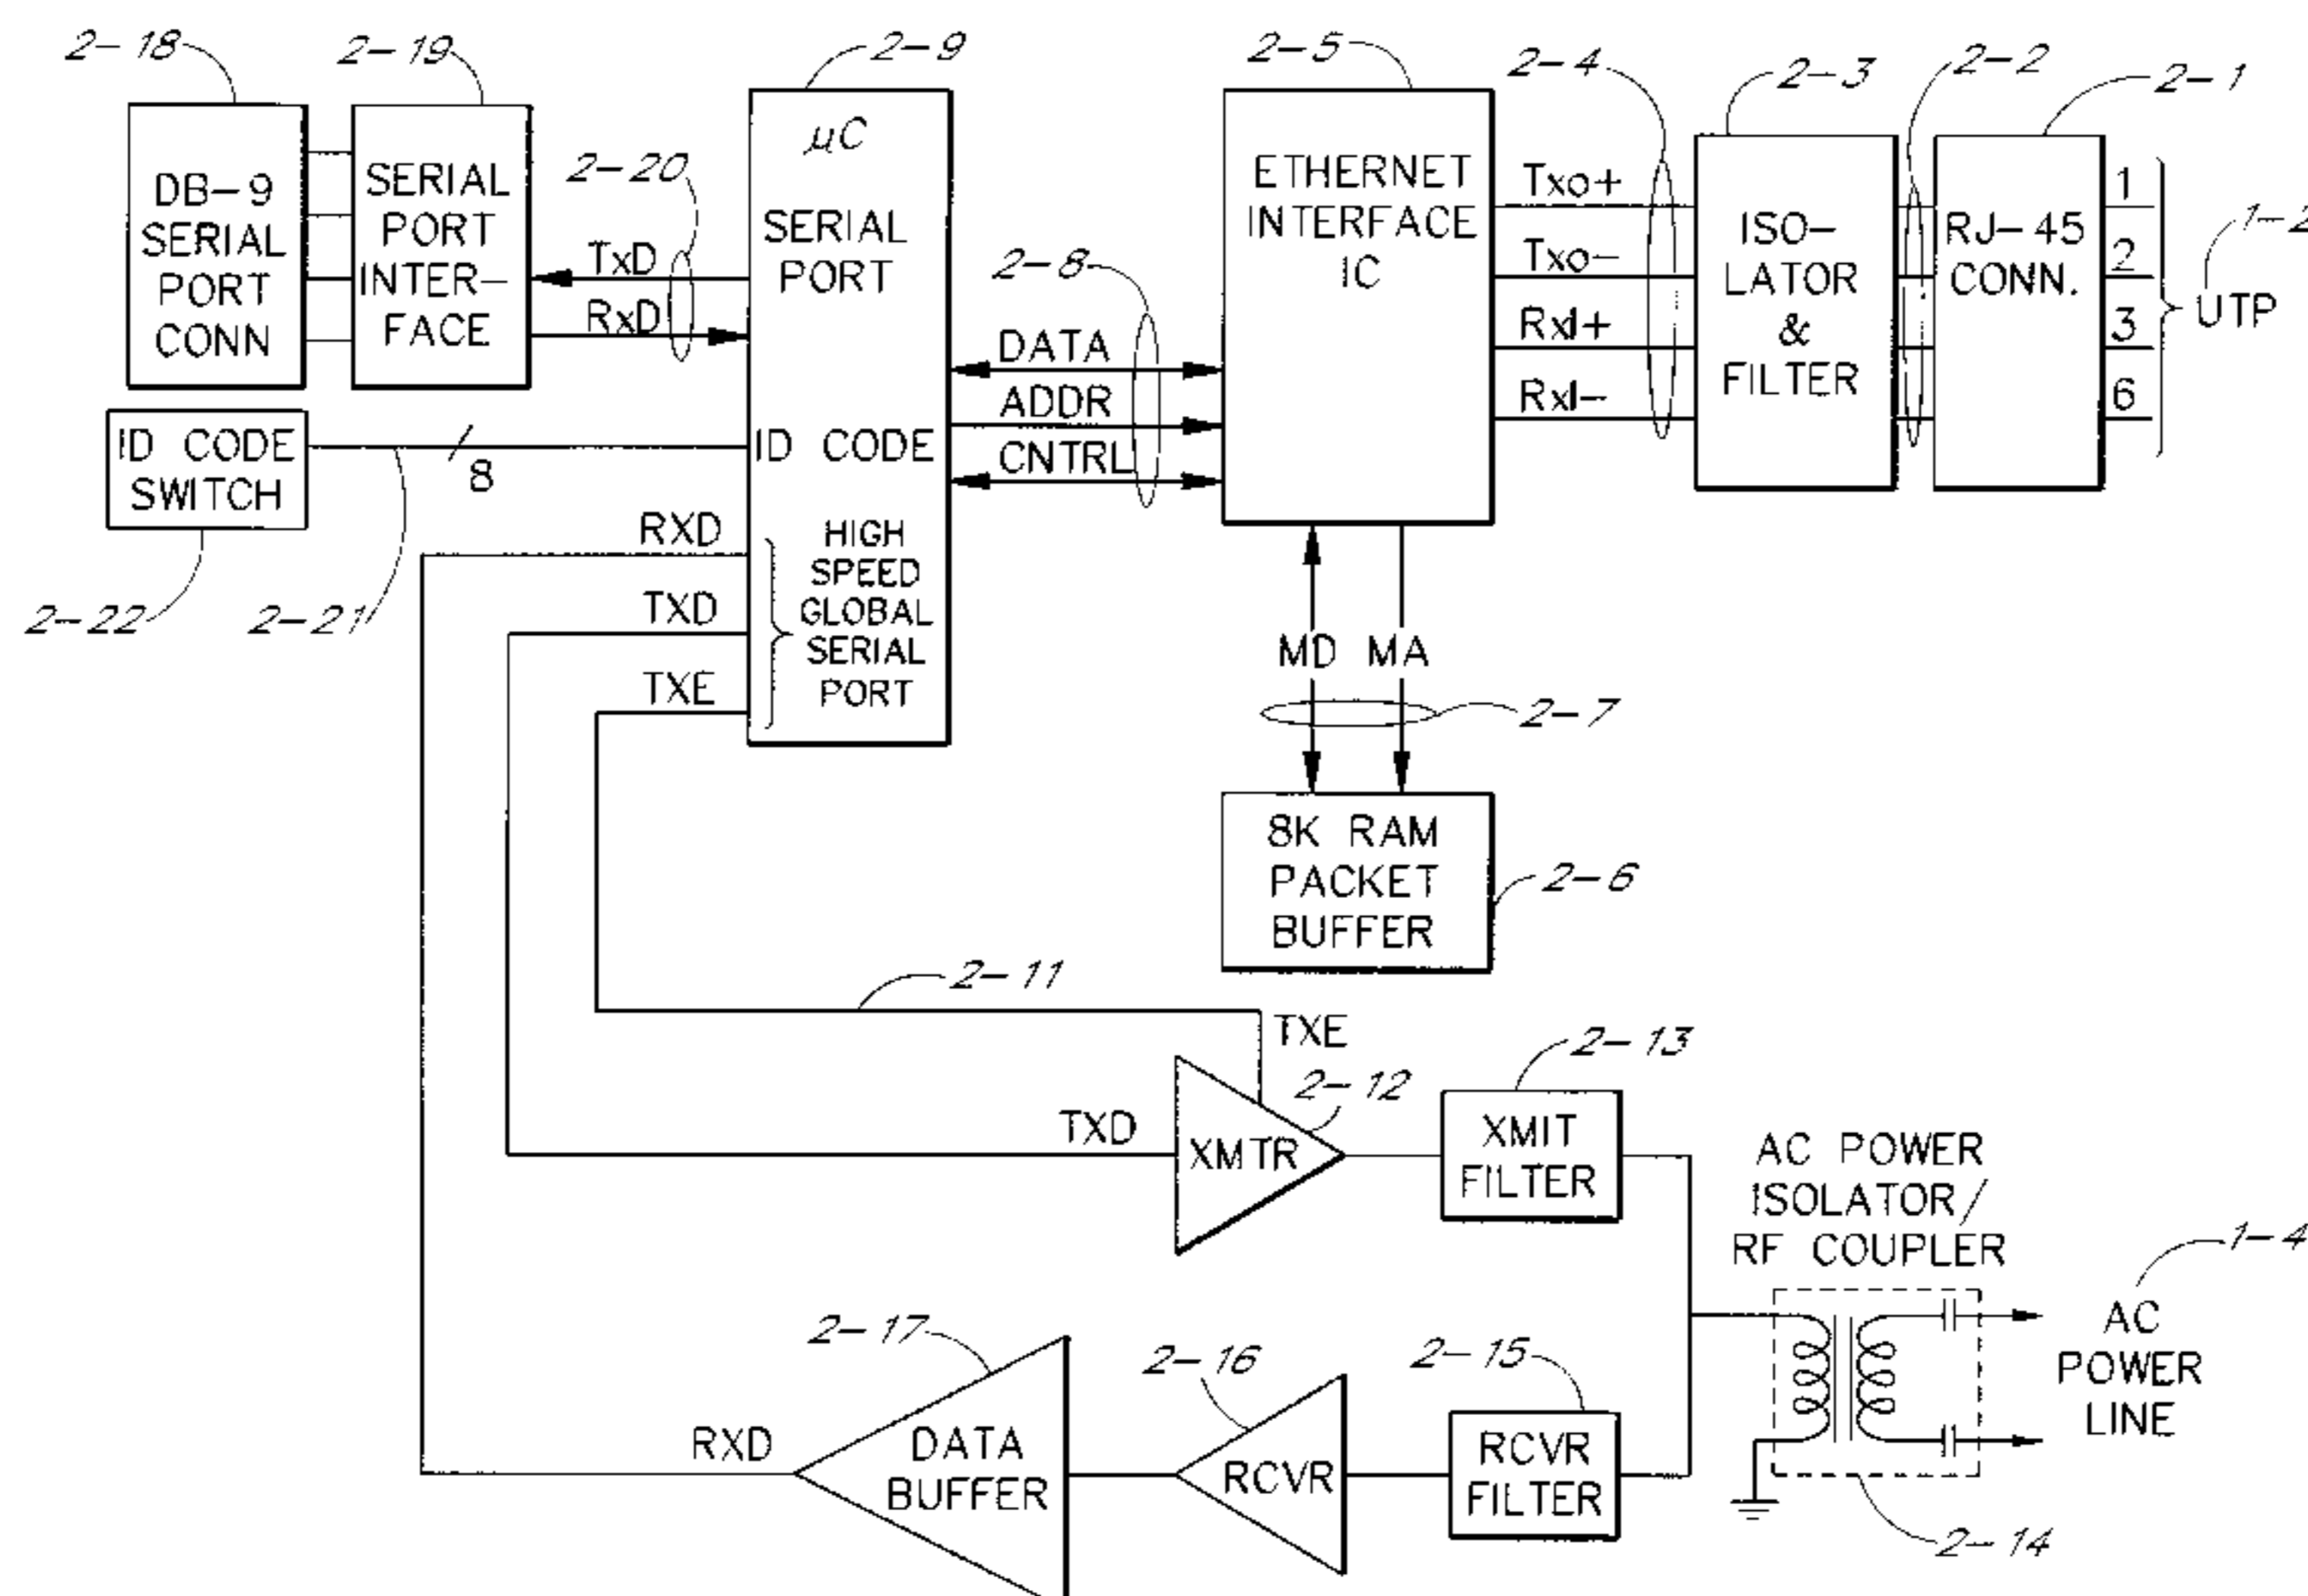 2-18
2-19
2-9
2-5
2-4
2-3
2-2
2-1
DB-9
SERIAL
PORT
CONN
SERIAL
PORT
INTER-
FACE
2-20
TxD
RxD
µC
SERIAL
PORT
ID CODE
HIGH
SPEED
GLOBAL
SERIAL
PORT
2-8
DATA
ADDR
CNTRL
ETHERNET
INTERFACE
IC
Txo+
Txo-
RxI+
RxI-
ISO-
LATOR
&
FILTER
RJ-45
CONN.
1
2
3
6
UTP
1-2
ID CODE
SWITCH
8
2-22
2-21
RXD
TXD
TXE
MD MA
2-7
8K RAM
PACKET
BUFFER
2-6
2-11
TXE
2-12
2-13
TXD
XMTR
XMIT
FILTER
AC POWER
ISOLATOR/
RF COUPLER
1-4
AC
POWER
LINE
2-17
2-16
2-15
RXD
DATA
BUFFER
RCVR
RCVR
FILTER
2-14